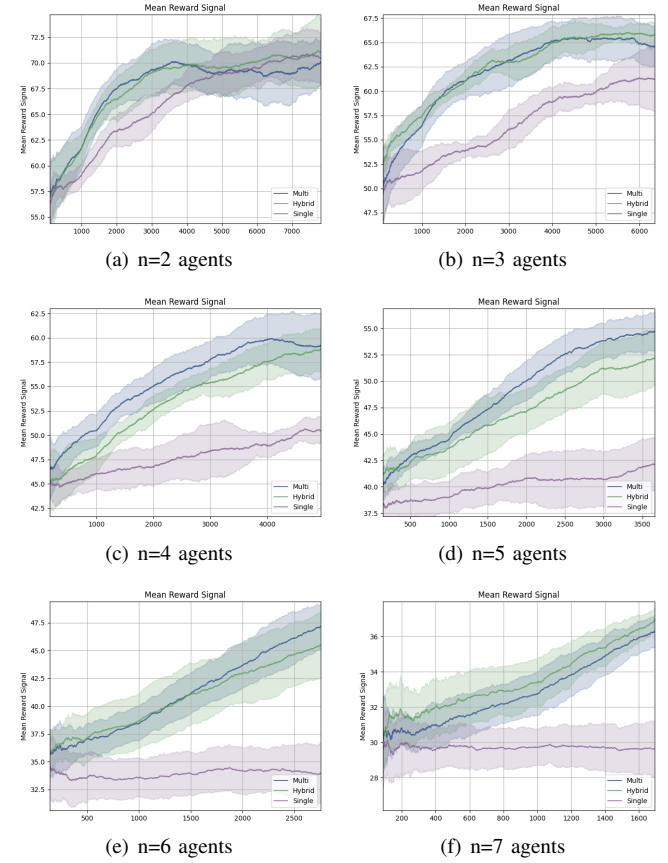 Mean Reward Signal
Mean Reward Signal
72.5
70.0
67.5
65.0
62.5
60.0
57.5
55.0
1000 2000 3000 4000 5000 6000 7000
Multi
Hybrid
Single
(a) n=2 agents
Mean Reward Signal
Mean Reward Signal
67.5
65.0
62.5
60.0
57.5
55.0
52.5
50.0
47.5
1000 2000 3000 4000 5000 6000
Multi
Hybrid
Single
(b) n=3 agents
Mean Reward Signal
Mean Reward Signal
62.5
60.0
57.5
55.0
52.5
50.0
47.5
45.0
42.5
1000 2000 3000 4000
Multi
Hybrid
Single
(c) n=4 agents
Mean Reward Signal
Mean Reward Signal
55.0
52.5
50.0
47.5
45.0
42.5
40.0
37.5
500 1000 1500 2000 2500 3000 3500
Multi
Hybrid
Single
(d) n=5 agents
Mean Reward Signal
Mean Reward Signal
47.5
45.0
42.5
40.0
37.5
35.0
32.5
500 1000 1500 2000 2500
Multi
Hybrid
Single
(e) n=6 agents
Mean Reward Signal
Mean Reward Signal
36
34
32
30
28
200 400 600 800 1000 1200 1400 1600
Multi
Hybrid
Single
(f) n=7 agents